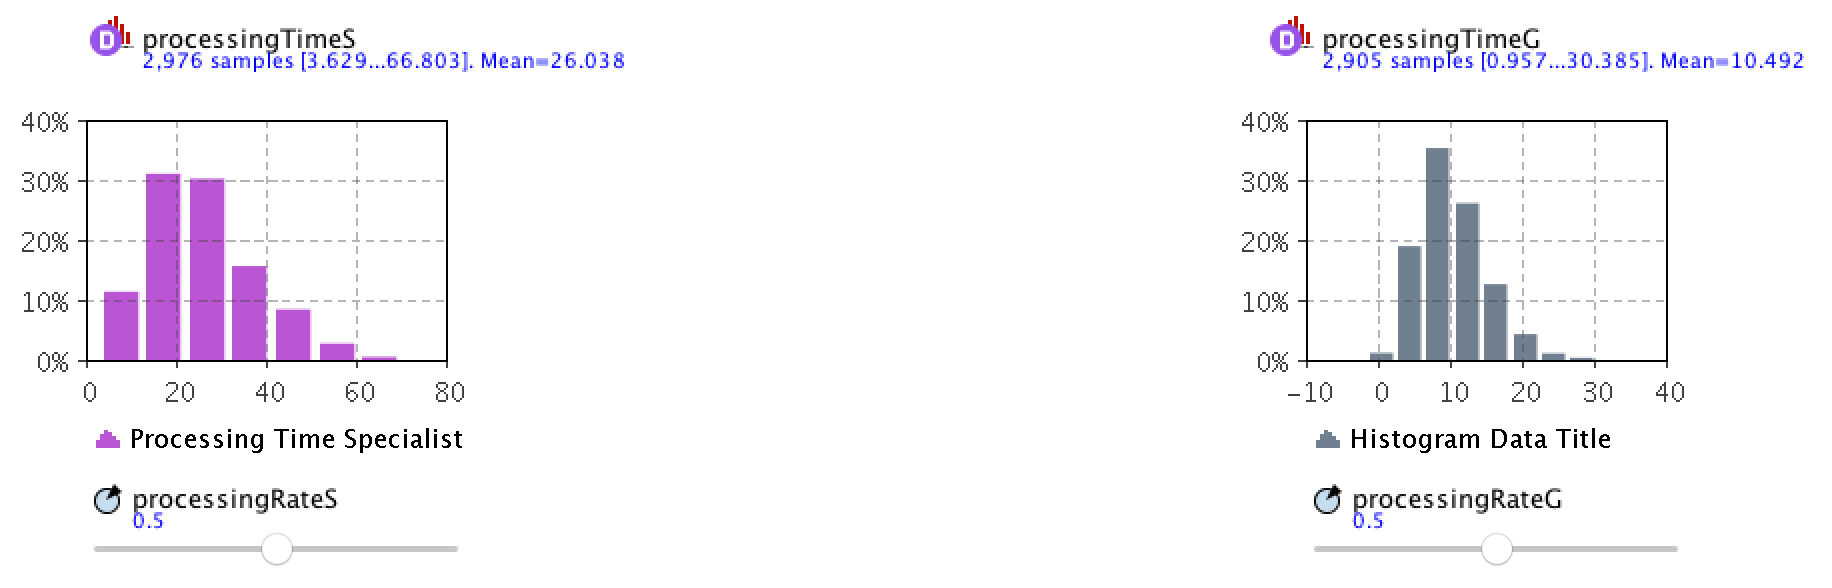 D processingTimeS
2,976 samples [3.629...66.803]. Mean=26.038
40%
30%
20%
10%
0%
0 20 40 60 80
Processing Time Specialist
processingRateS
0.5
D processingTimeG
2,905 samples [0.957...30.385]. Mean=10.492
40%
30%
20%
10%
0%
−10 0 10 20 30 40
Histogram Data Title
processingRateG
0.5